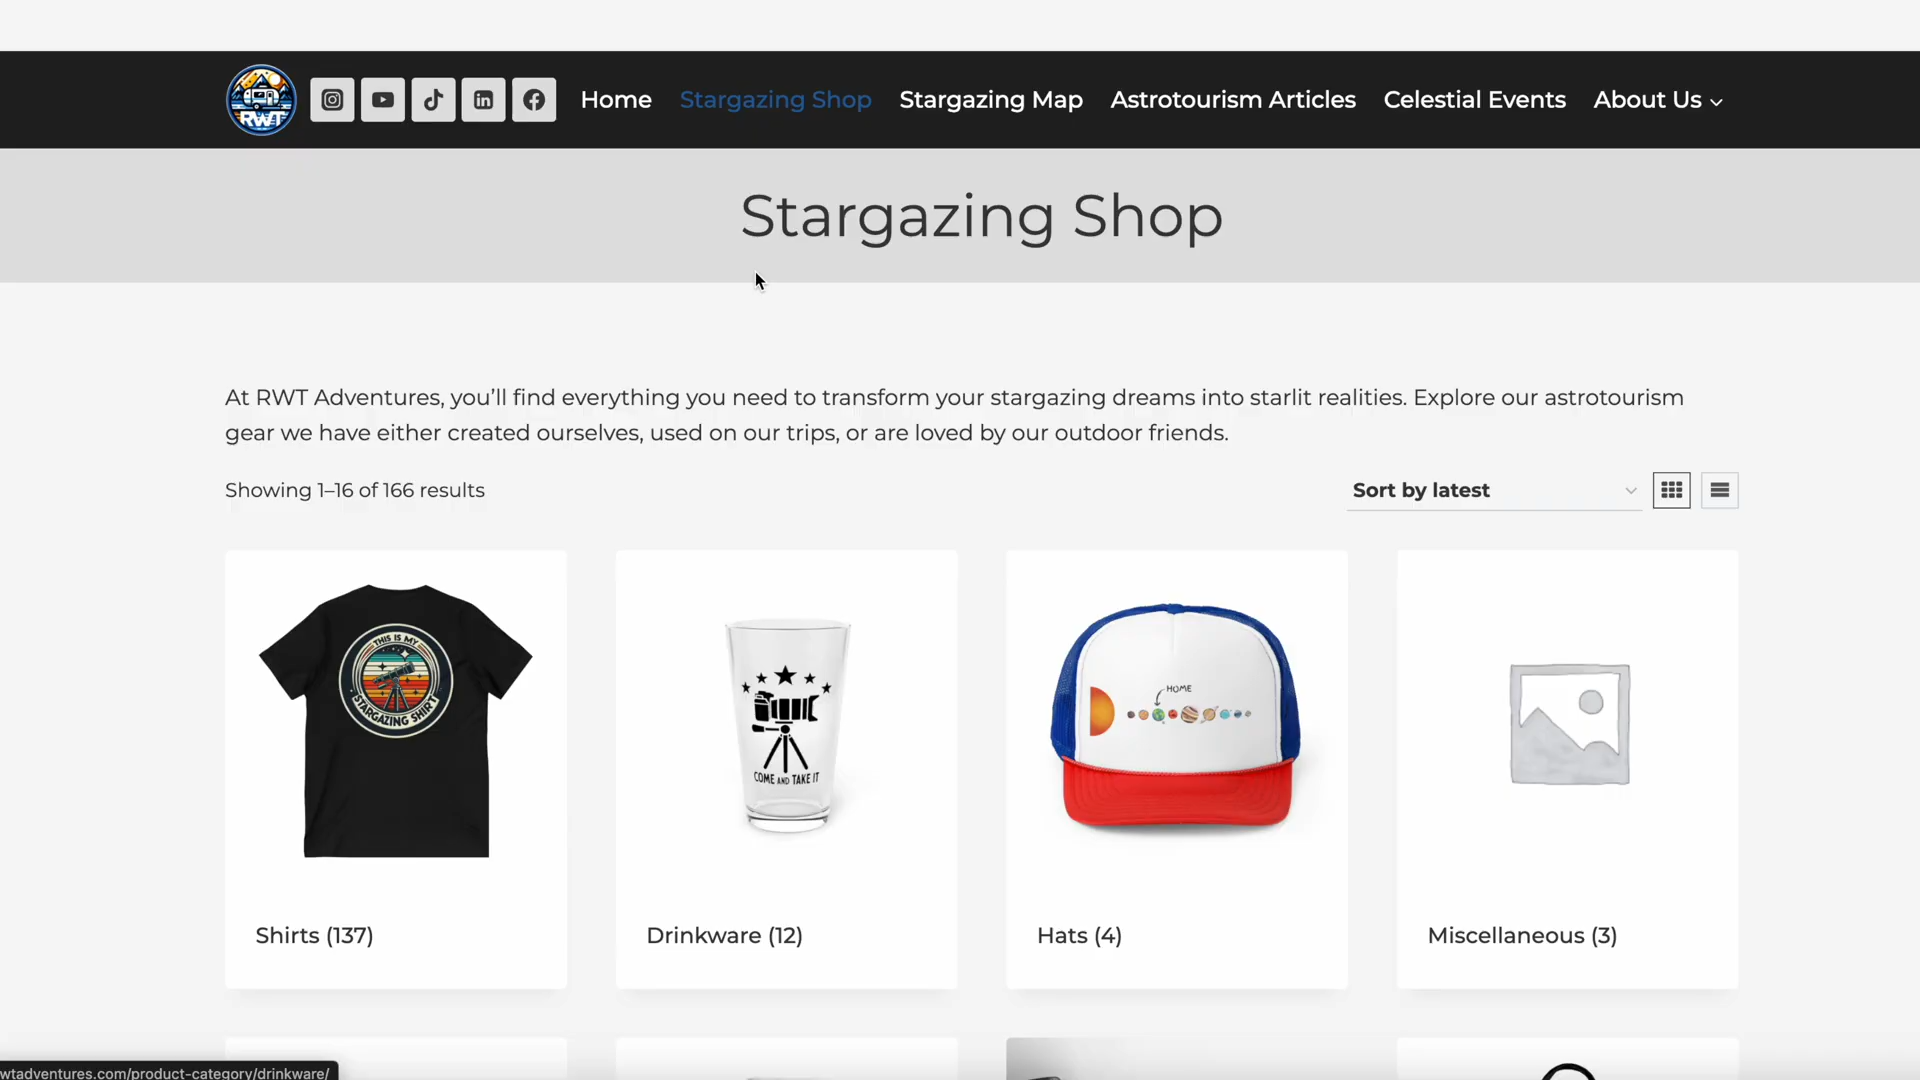 RWT
Home
Stargazing Shop
Stargazing Map
Astrotourism Articles
Celestial Events
About Us
Stargazing Shop
At RWT Adventures, you’ll find everything you need to transform your stargazing dreams into starlit realities. Explore our astrotourism
gear we have either created ourselves, used on our trips, or are loved by our outdoor friends.
Showing 1–16 of 166 results
Sort by latest
THIS IS MY
STARGAZING SHIRT
COME AND TAKE IT
HOME
Shirts (137)
Drinkware (12)
Hats (4)
Miscellaneous (3)
wtadventures.com/product-category/drinkware/